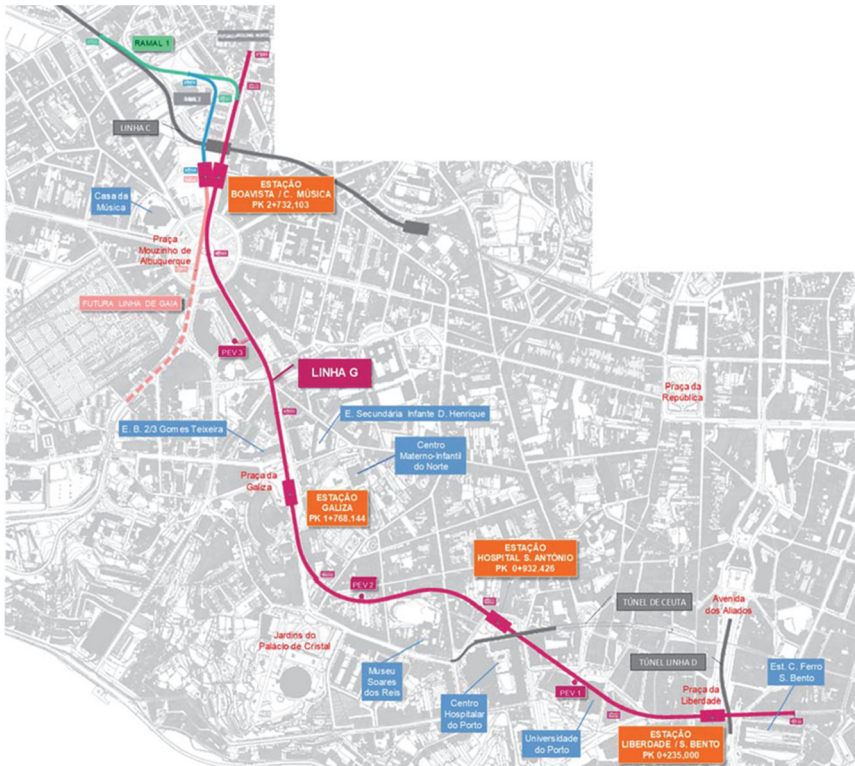 RAMAL 1
LINHA C
ESTAÇÃO
BOAVISTA / C. MÚSICA
PK 2+732,103
Casa da
Música
Praça
Mouzinho de
Albuquerque
FUTURA LINHA DE GAIA
PEV 3
LINHA G
Praça da
República
E. B. 2/3 Gomes Teixeira
E. Secundária Infante D. Henrique
Centro
Materno-Infantil
do Norte
Praça da
Galiza
ESTAÇÃO
GALIZA
PK 1+768.144
ESTAÇÃO
HOSPITAL S. ANTÓNIO
PK 0+932.426
PEV 2
TÚNEL DE CEUTA
Avenida
dos Aliados
Jardins do
Palácio de Cristal
TÚNEL LINHA D
Est. C. Ferro
S. Bento
Museu
Soares
dos Reis
Centro
Hospitalar
do Porto
PEV 1
Praça da
Liberdade
Universidade
do Porto
ESTAÇÃO
LIBERDADE / S. BENTO
PK 0+235,000